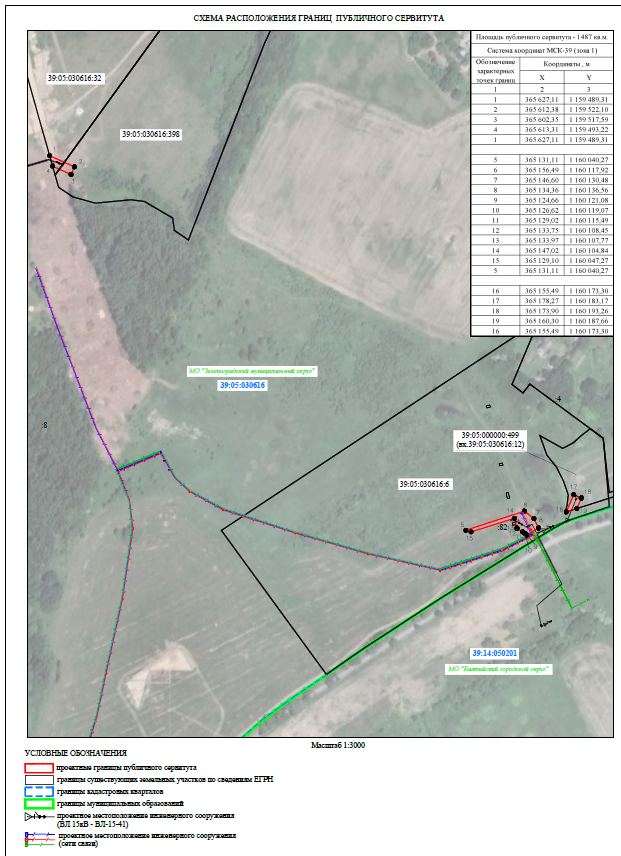 СХЕМА РАСПОЛОЖЕНИЯ ГРАНИЦ ПУБЛИЧНОГО СЕРВИТУТА
Площадь публичного сервитута - 1487 кв.м.
Система координат МСК-39 (зона 1)
Обозначение характерных точек границ Координаты, м
X Y
1 2 3
1 365 627,11 1 159 489,31
2 365 612,38 1 159 522,10
3 365 602,35 1 159 517,59
4 365 613,31 1 159 493,22
1 365 627,11 1 159 489,31
5 365 131,11 1 160 040,27
6 365 156,49 1 160 117,92
7 365 146,60 1 160 130,48
8 365 134,36 1 160 136,56
9 365 124,66 1 160 121,08
10 365 126,62 1 160 119,07
11 365 129,02 1 160 115,49
12 365 133,75 1 160 108,45
13 365 133,97 1 160 107,77
14 365 147,02 1 160 104,84
15 365 129,10 1 160 047,27
5 365 131,11 1 160 040,27
16 365 155,49 1 160 173,30
17 365 178,27 1 160 183,17
18 365 173,90 1 160 193,26
19 365 160,30 1 160 187,66
16 365 155,49 1 160 173,30
39:05:030616:32
39:05:030616:398
МО "Зеленоградский муниципальный округ"
39:05:030616
:4
:8
39:05:000000:499
(вх.39:05:030616:12)
39:05:030616:6
17
14
:82
15
39:14:050201
МО "Балтийский городской округ"
Масштаб 1:3000
УСЛОВНЫЕ ОБОЗНАЧЕНИЯ
проектные границы публичного сервитута
границы существующих земельных участков по сведениям ЕГРН
границы кадастровых кварталов
границы муниципальных образований
проектное местоположение инженерного сооружения
(ВЛ 15кВ - ВЛ-15-41)
проектное местоположение инженерного сооружения
(сети связи)